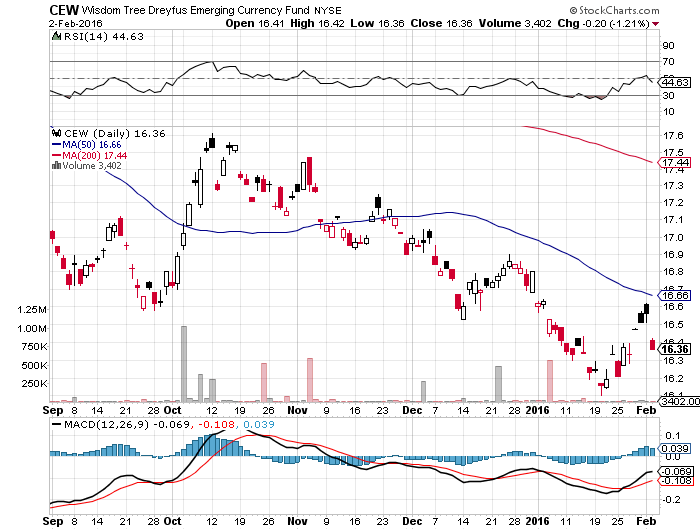 CEW Wisdom Tree Dreyfus Emerging Currency Fund NYSE © StockCharts.com
2-Feb-2016 Open 16.41 High 16.42 Low 16.36 Close 16.36 Volume 3,402 Chg -0.20 (-1.21%)
RSI(14) 44.63
90
70
44.63
30
10
CEW (Daily) 16.36
MA(50) 16.66
MA(200) 17.44
Volume 3,402
17.6
17.5
17.44
17.4
17.3
17.2
17.1
17.0
16.9
16.8
16.7
16.66
16.6
16.5
16.4
16.36
16.3
16.2
16.1
3402.00
1.25M
1.00M
750K
500K
250K
Sep 8 14 21 28 Oct 12 19 26 Nov 9 16 23 Dec 7 14 21 28 2016 11 19 25 Feb
MACD(12,26,9) -0.069, -0.108, 0.039
0.1
0.039
0.0
-0.069
-0.108
-0.2
Sep 8 14 21 28 Oct 12 19 26 Nov 9 16 23 Dec 7 14 21 28 2016 11 19 25 Feb